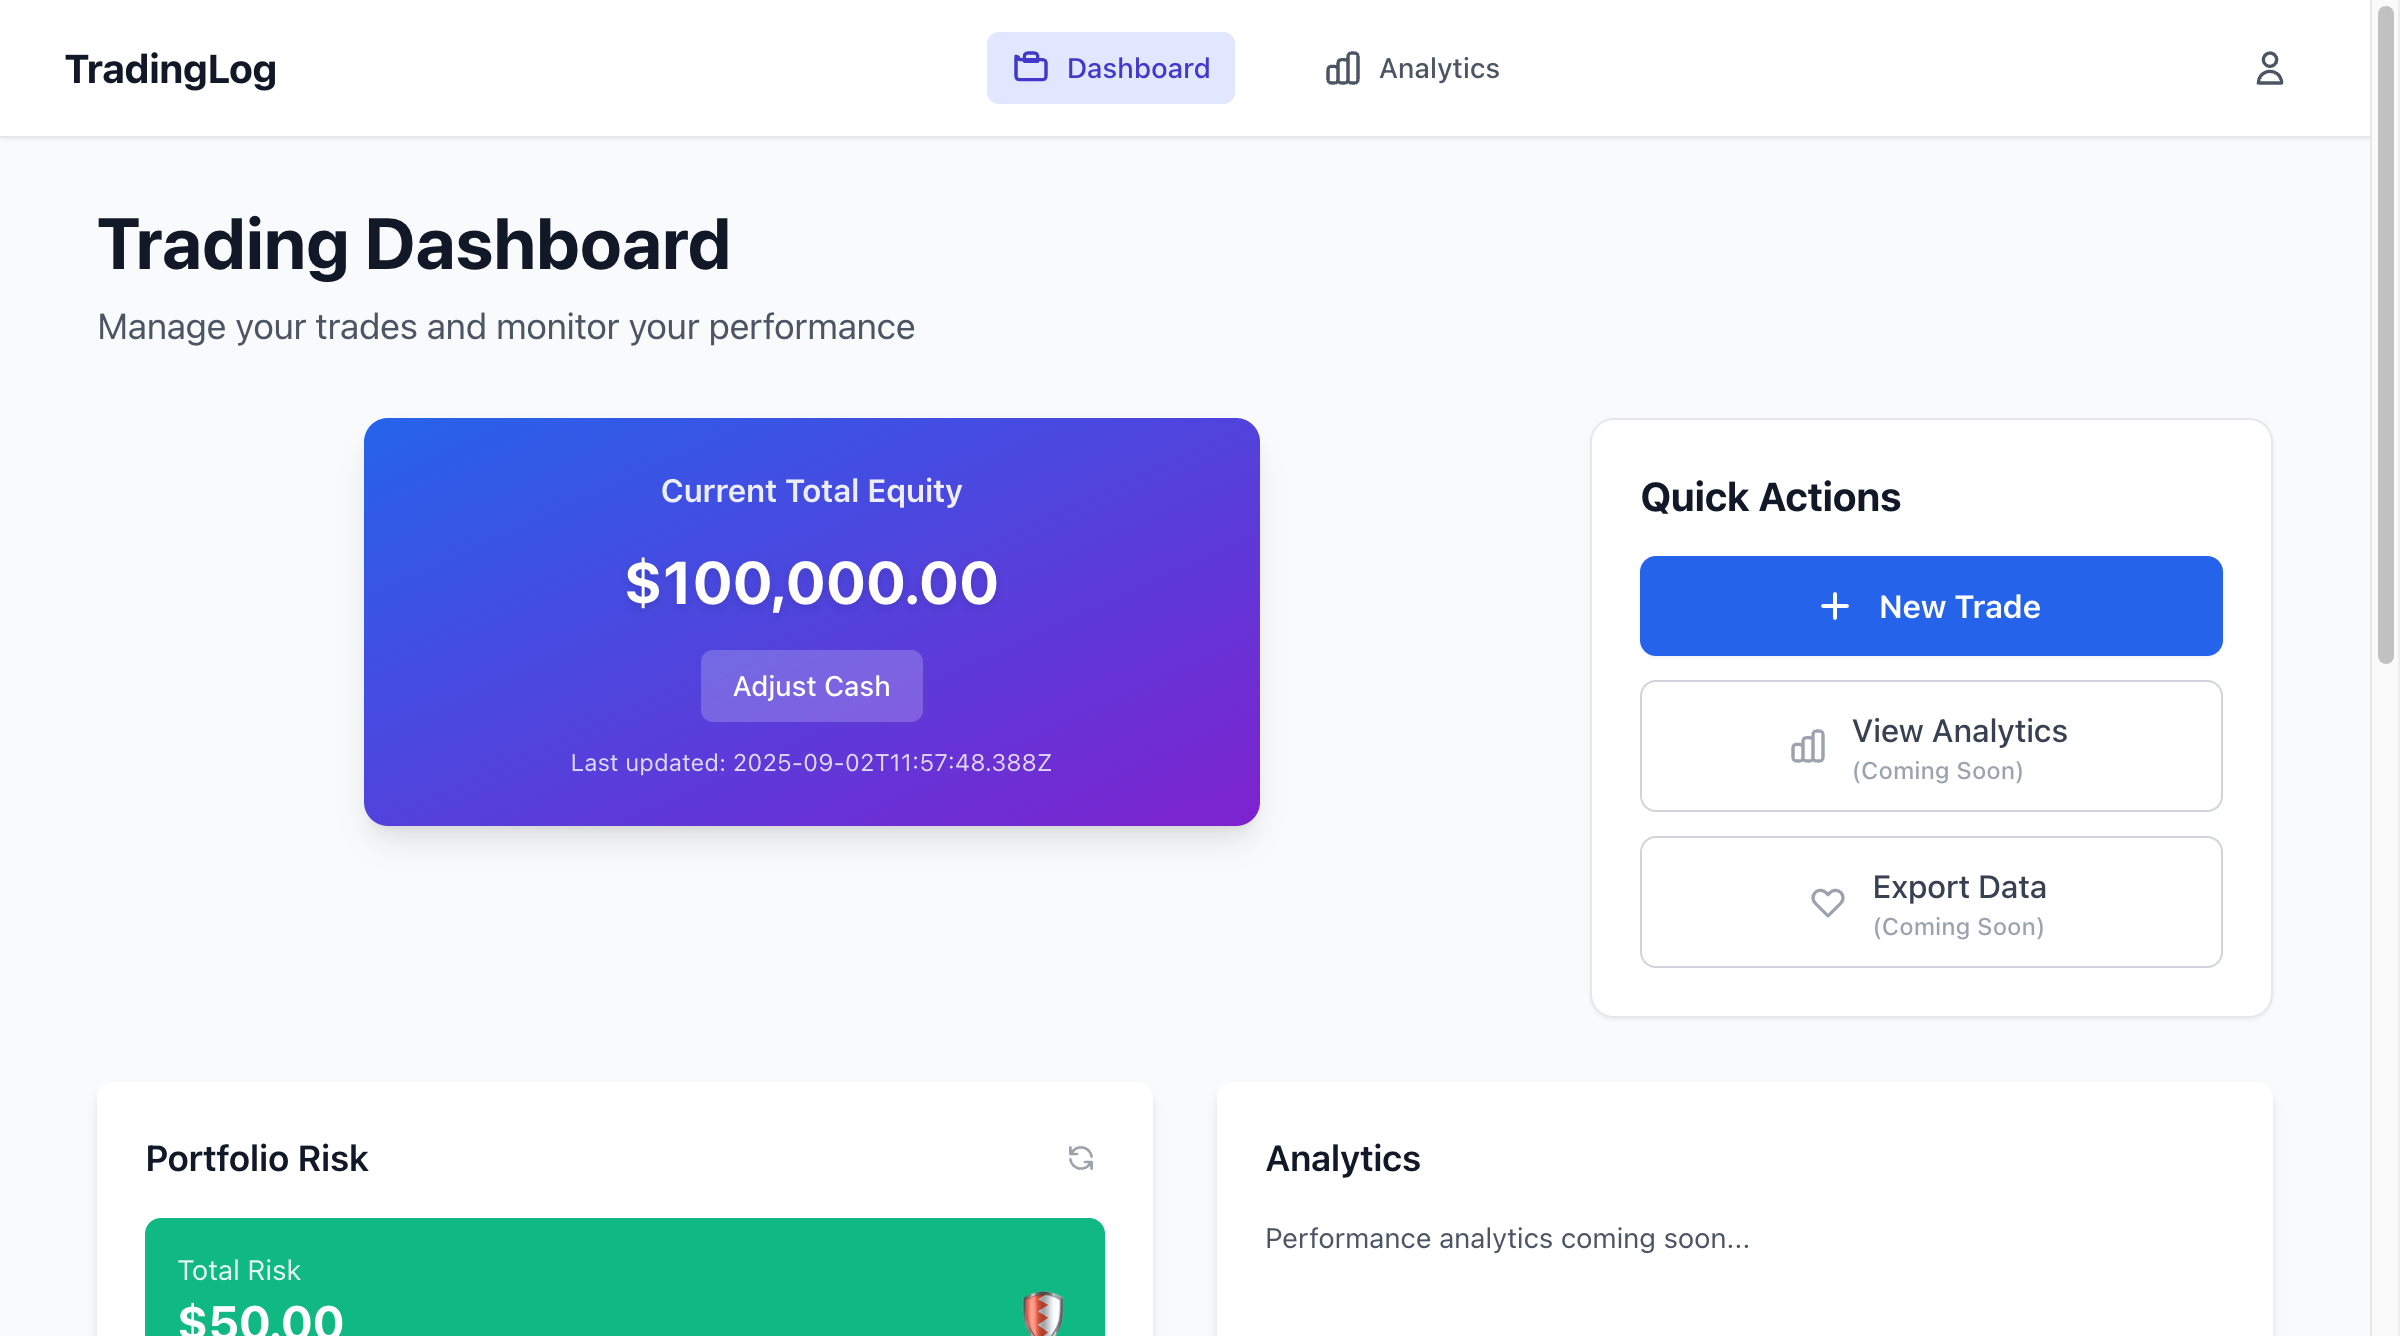 TradingLog
Dashboard
Analytics
Trading Dashboard
Manage your trades and monitor your performance
Current Total Equity
$100,000.00
Adjust Cash
Last updated: 2025-09-02T11:57:48.388Z
Quick Actions
New Trade
View Analytics
(Coming Soon)
Export Data
(Coming Soon)
Portfolio Risk
Total Risk
$50.00
Analytics
Performance analytics coming soon...